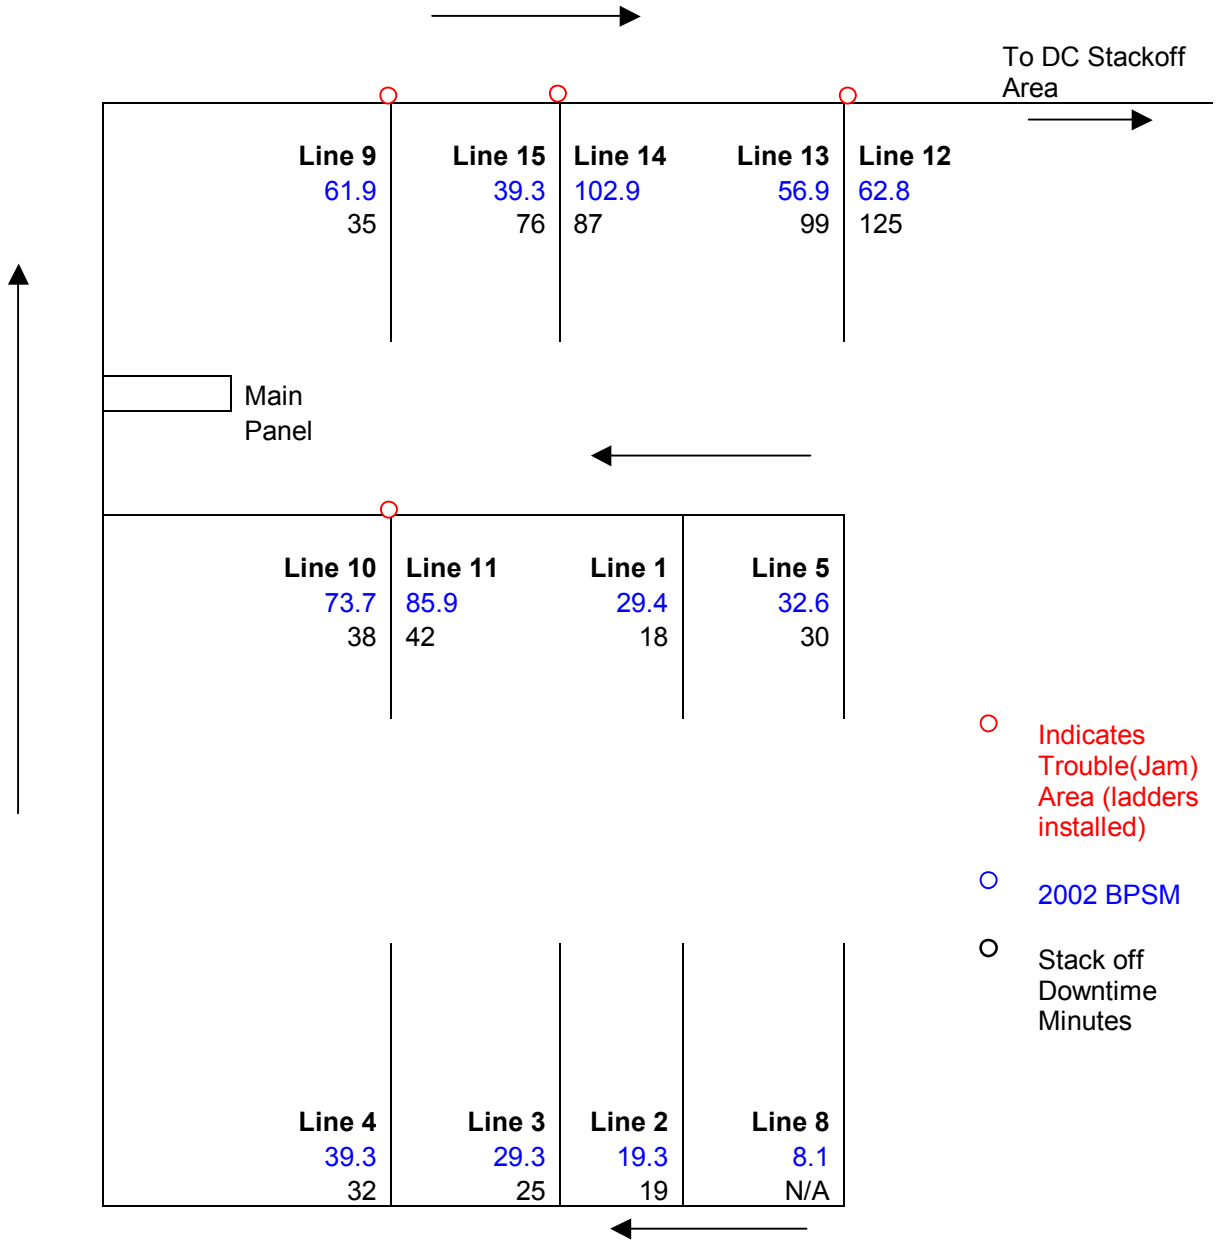 To DC Stackoff
Area
Line 9
61.9
35
Line 15
39.3
76
Line 14
102.9
87
Line 13
56.9
99
Line 12
62.8
125
Main
Panel
Line 10
73.7
38
Line 11
85.9
42
Line 1
29.4
18
Line 5
32.6
30
Indicates
Trouble(Jam)
Area (ladders
installed)
2002 BPSM
Stack off
Downtime
Minutes
Line 4
39.3
32
Line 3
29.3
25
Line 2
19.3
19
Line 8
8.1
N/A